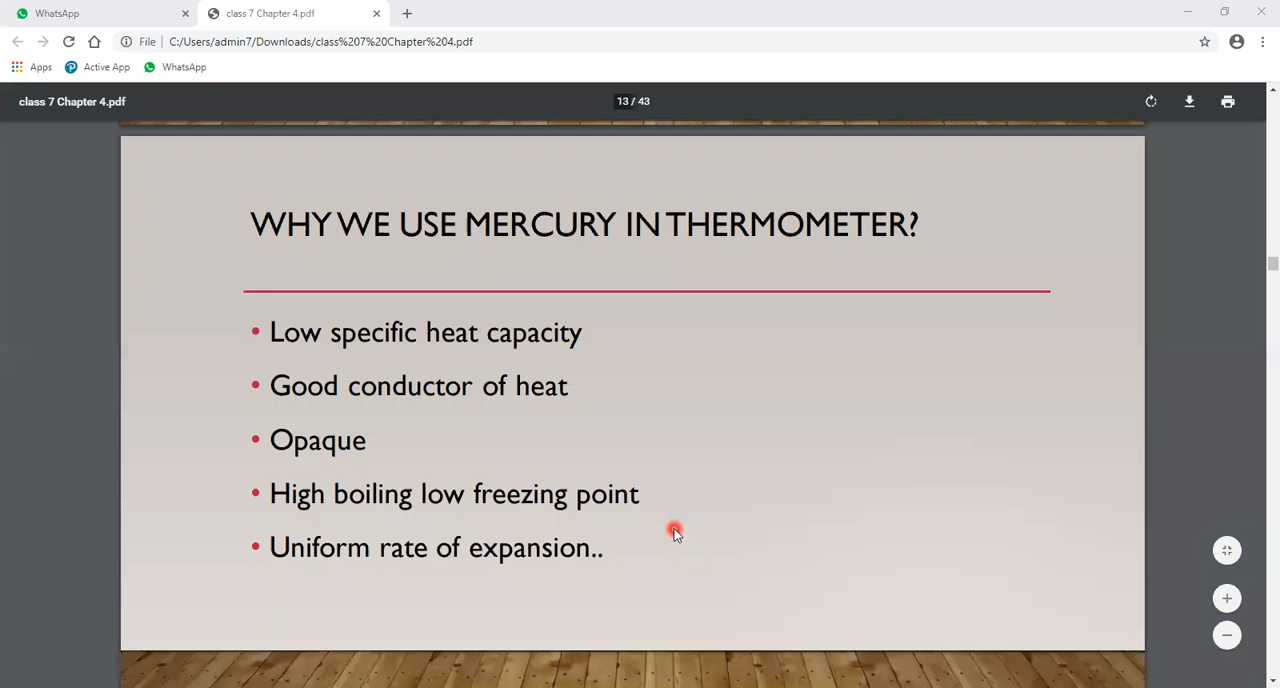 WhatsApp
class 7 Chapter 4.pdf
File
C:/Users/admin7/Downloads/class%207%20Chapter%204.pdf
Apps
Active App
WhatsApp
class 7 Chapter 4.pdf
13 / 43
WHY WE USE MERCURY IN THERMOMETER?
• Low specific heat capacity
• Good conductor of heat
• Opaque
• High boiling low freezing point
• Uniform rate of expansion..